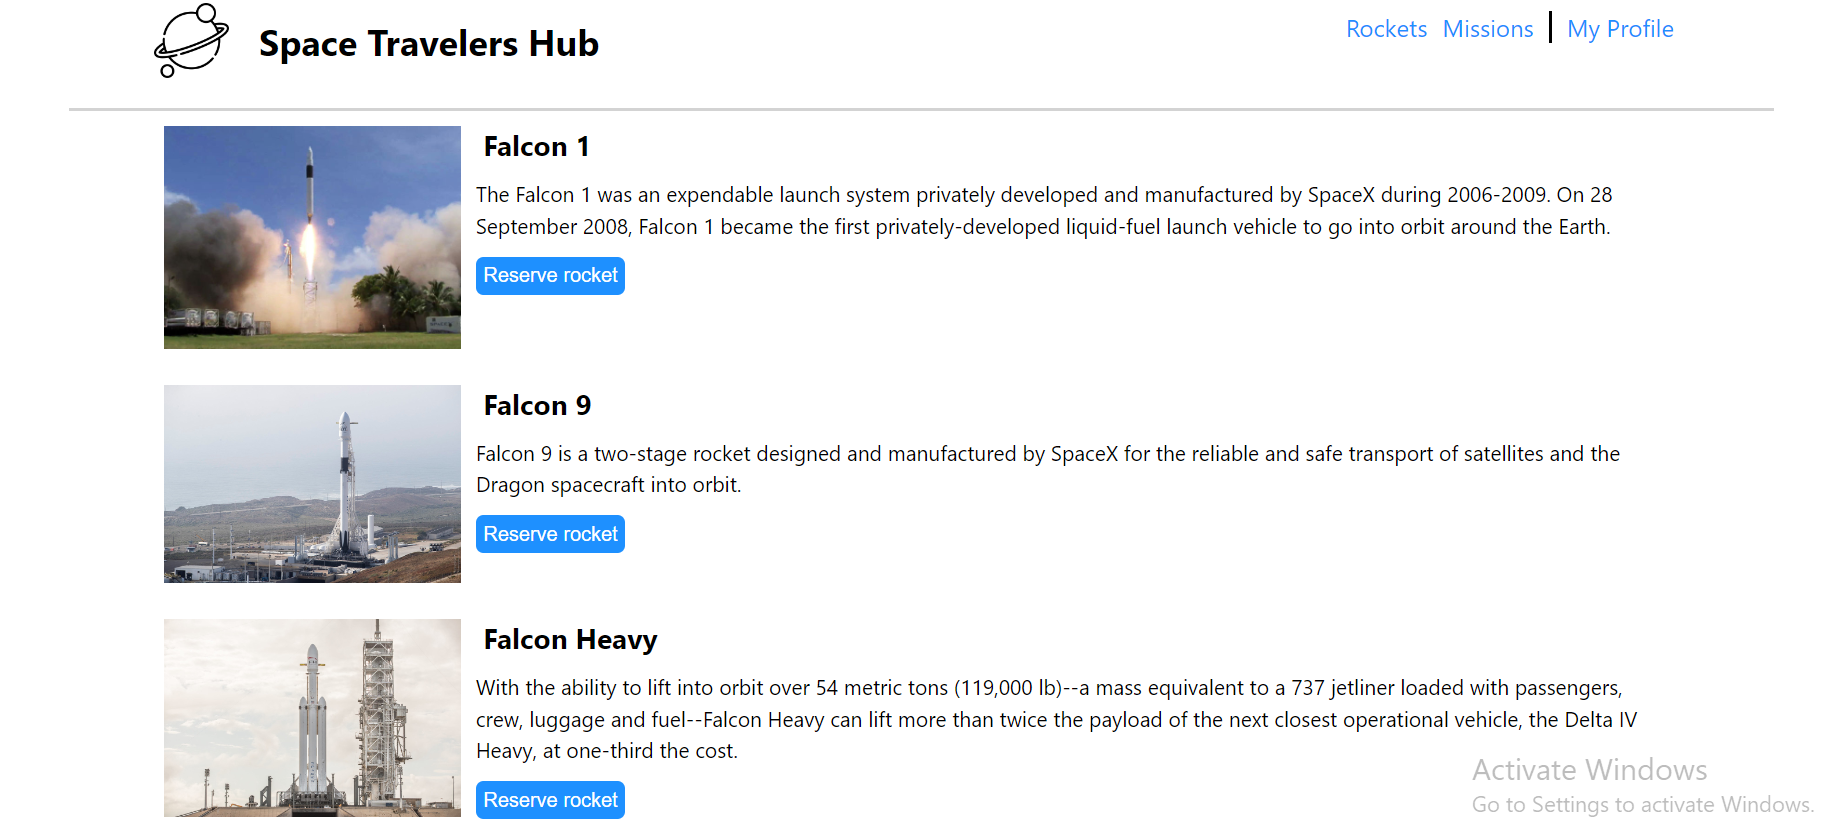 Space Travelers Hub
Rockets Missions My Profile
Falcon 1
The Falcon 1 was an expendable launch system privately developed and manufactured by SpaceX during 2006-2009. On 28
September 2008, Falcon 1 became the first privately-developed liquid-fuel launch vehicle to go into orbit around the Earth.
Reserve rocket
Falcon 9
Falcon 9 is a two-stage rocket designed and manufactured by SpaceX for the reliable and safe transport of satellites and the
Dragon spacecraft into orbit.
Reserve rocket
Falcon Heavy
With the ability to lift into orbit over 54 metric tons (119,000 lb)--a mass equivalent to a 737 jetliner loaded with passengers,
crew, luggage and fuel--Falcon Heavy can lift more than twice the payload of the next closest operational vehicle, the Delta IV
Heavy, at one-third the cost.
Reserve rocket
Activate Windows
Go to Settings to activate Windows.